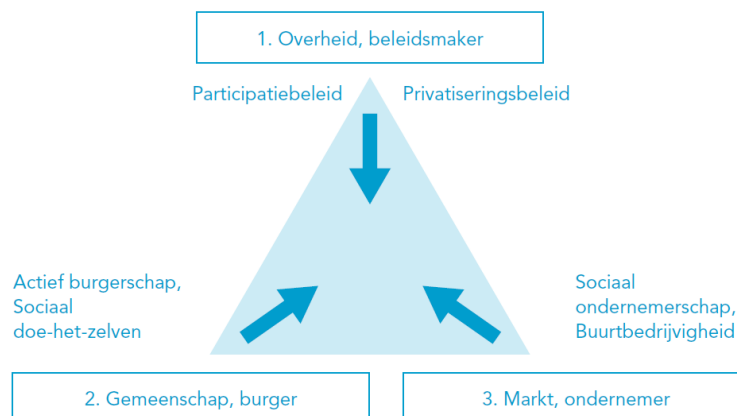 1. Overheid, beleidsmaker
Participatiebeleid
Privatiseringsbeleid
Actief burgerschap,
Sociaal
doe-het-zelven
Sociaal
ondernemerschap,
Buurtbedrijvigheid
2. Gemeenschap, burger
3. Markt, ondernemer